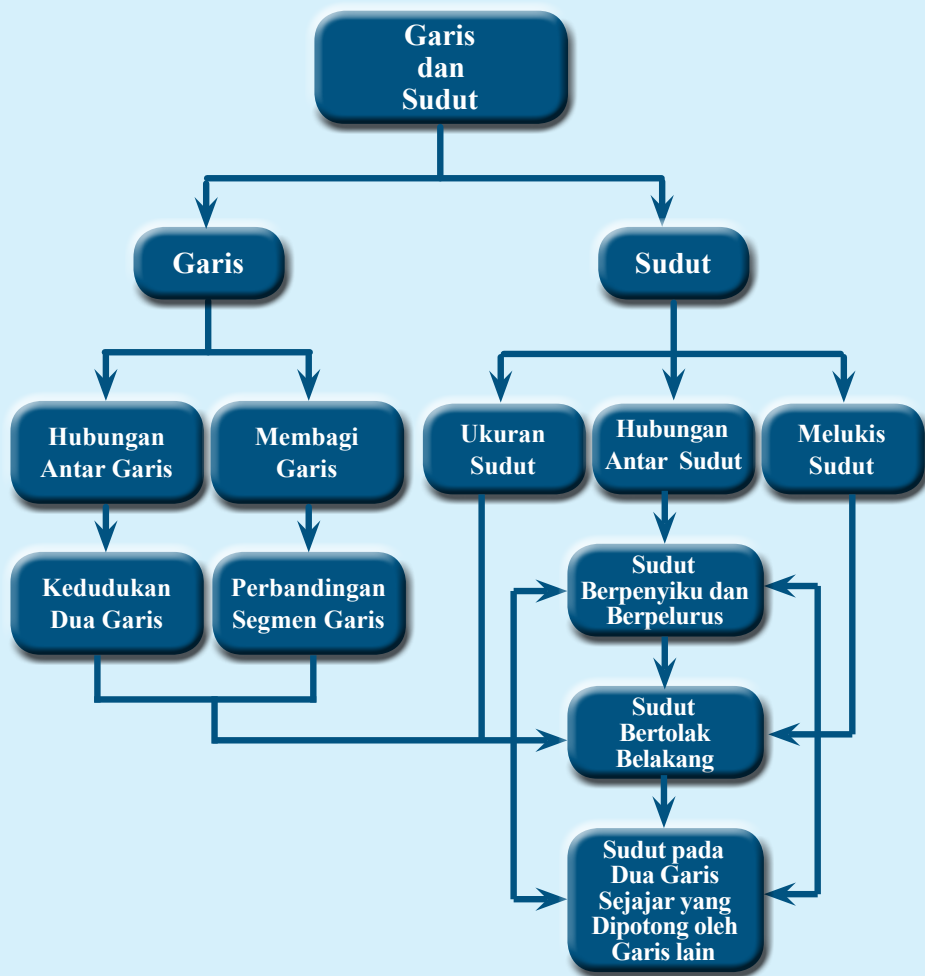 Garis
dan
Sudut
Garis
Sudut
Hubungan
Antar Garis
Membagi
Garis
Ukuran
Sudut
Hubungan
Antar Sudut
Melukis
Sudut
Kedudukan
Dua Garis
Perbandingan
Segmen Garis
Sudut
Berpenyiku dan
Berpelurus
Sudut
Bertolak
Belakang
Sudut pada
Dua Garis
Sejajar yang
Dipotong oleh
Garis lain